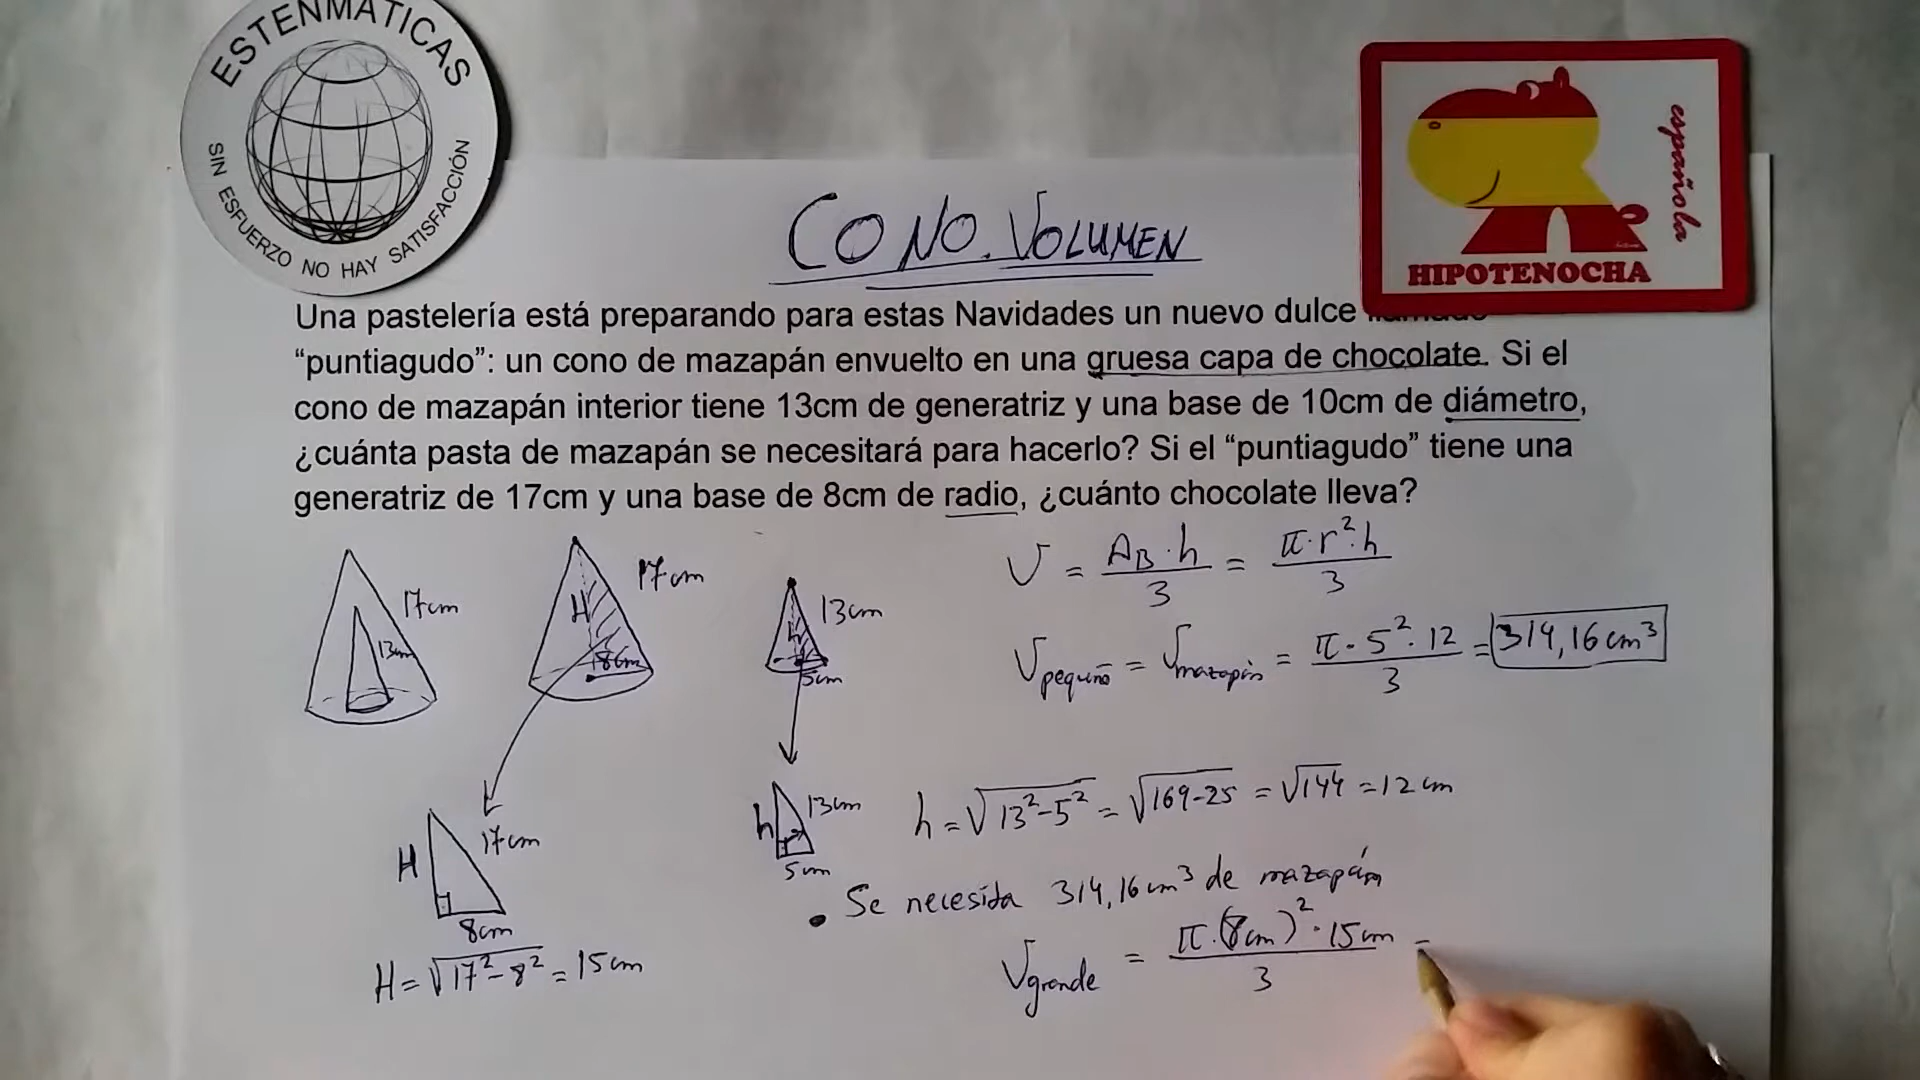 ESTENMÁTICAS
SIN ESFUERZO NO HAY SATISFACCIÓN
española
HIPOTENOCHA
CONO. VOLUMEN
Una pastelería está preparando para estas Navidades un nuevo dulce
“puntiagudo”: un cono de mazapán envuelto en una gruesa capa de chocolate. Si el
cono de mazapán interior tiene 13cm de generatriz y una base de 10cm de diámetro,
¿cuánta pasta de mazapán se necesitará para hacerlo? Si el “puntiagudo” tiene una
generatriz de 17cm y una base de 8cm de radio, ¿cuánto chocolate lleva?
17cm
13cm
H
17cm
8cm
h
13cm
5cm
V = AB·h/3 = π·r²·h/3
Vpequeño = Vmazapán = π·5²·12/3 = 314,16 cm³
H
17cm
8cm
H = √17²-8² = 15cm
h
13cm
5cm
h = √13²-5² = √169-25 = √144 = 12 cm
• Se necesita 314,16 cm³ de mazapán
Vgrande = π·(8cm)²·15cm/3 =